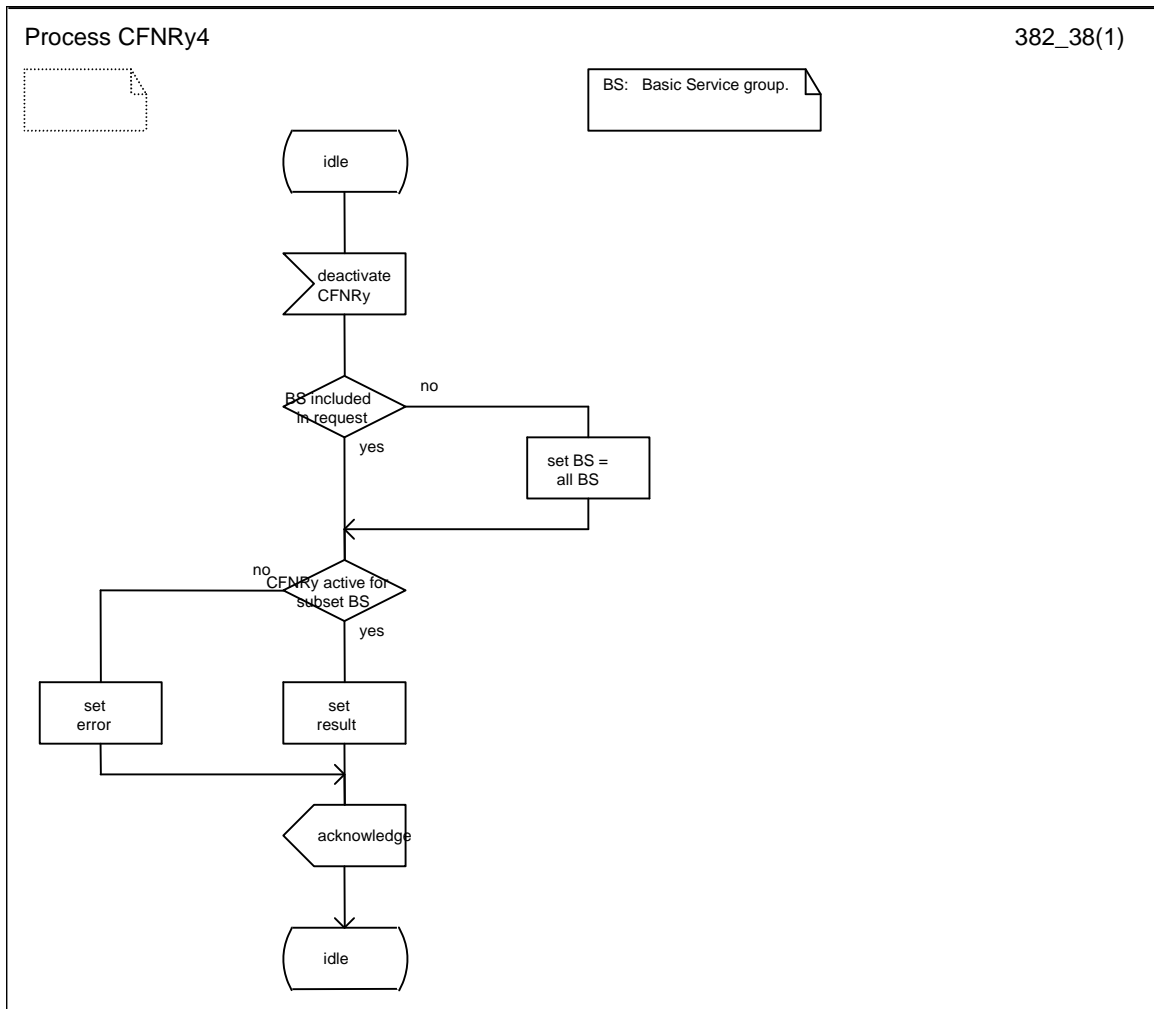 Process CFNRy4
382_38(1)
BS: Basic Service group.
idle
deactivate
CFNRy
BS included
in request
no
yes
set BS =
all BS
no
CFNRy active for
subset BS
yes
set
error
set
result
acknowledge
idle